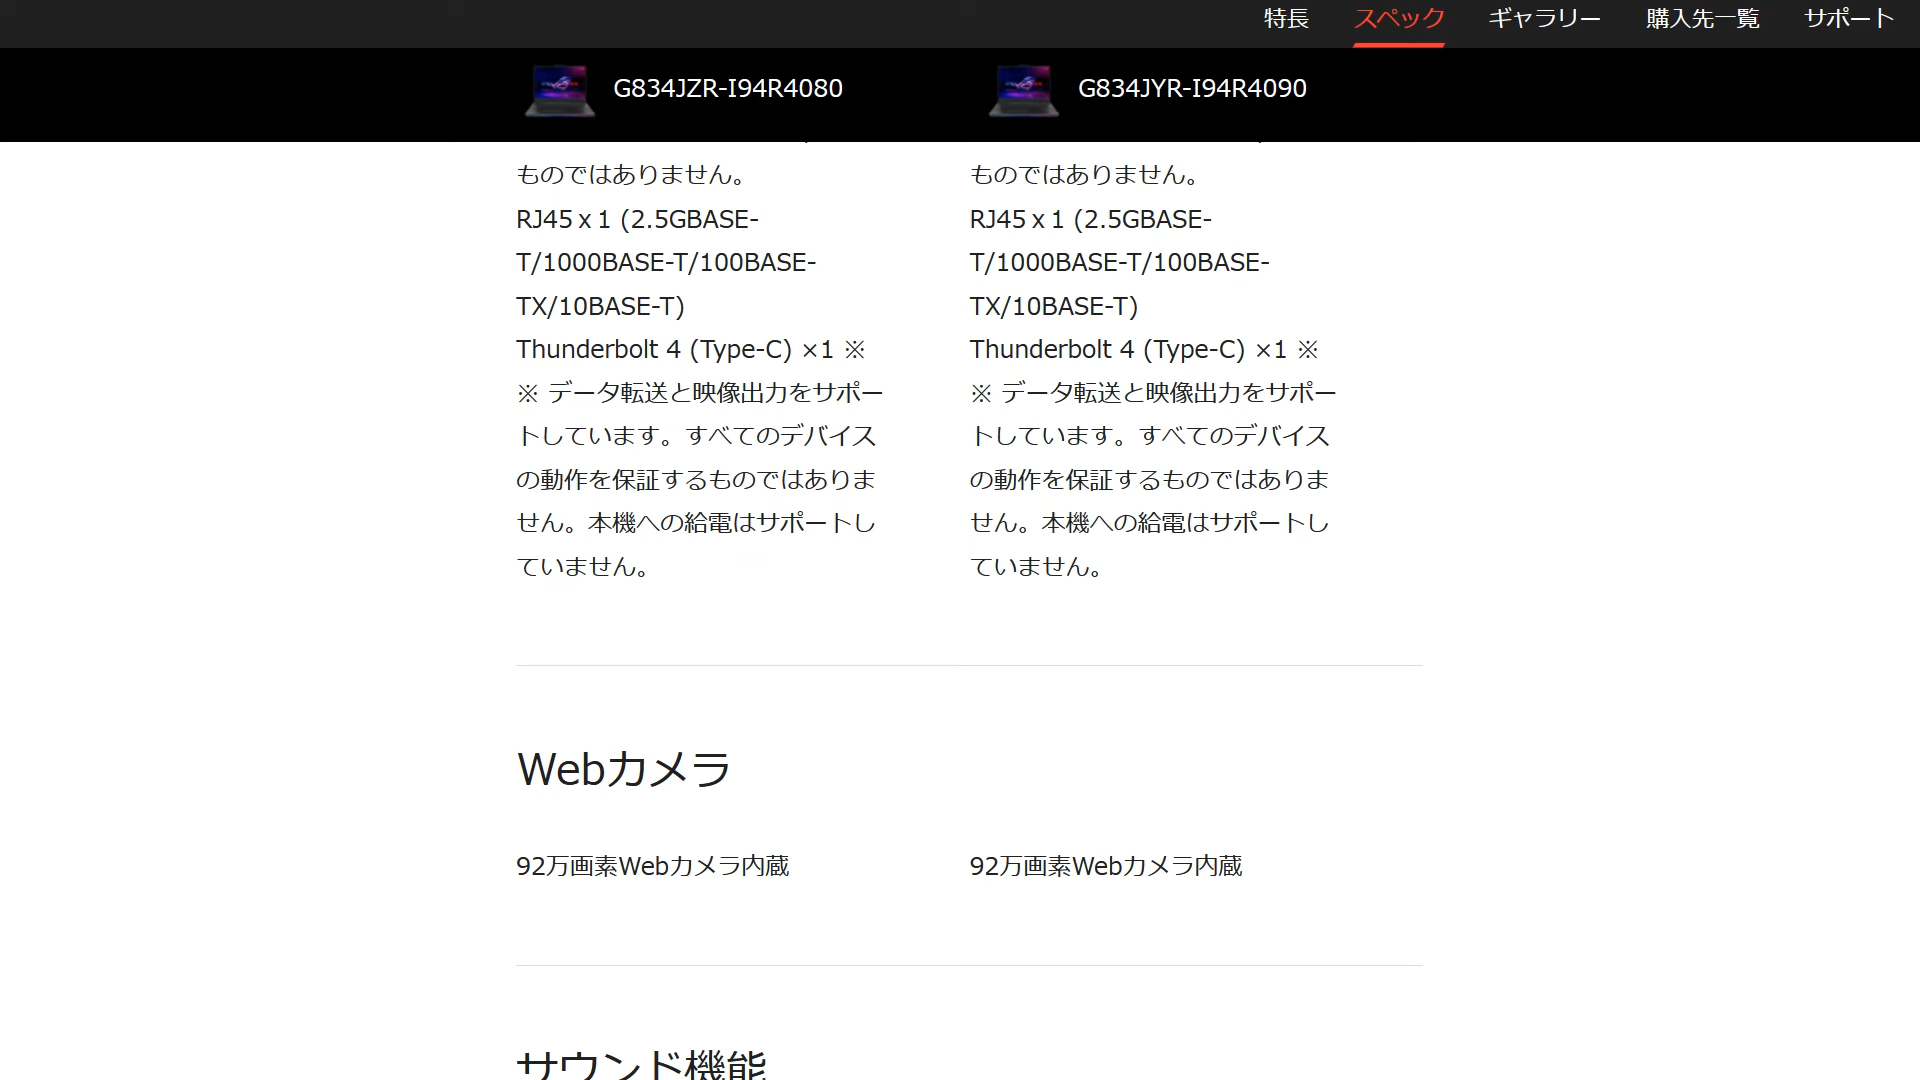 特長 スペック ギャラリー 購入先一覧 サポート
G834JZR-I94R4080 G834JYR-I94R4090
ものではありません。
RJ45 x 1 (2.5GBASE-
T/1000BASE-T/100BASE-
TX/10BASE-T)
Thunderbolt 4 (Type-C) ×1 ※
※ データ転送と映像出力をサポー
トしています。すべてのデバイス
の動作を保証するものではありま
せん。本機への給電はサポートし
ていません。
ものではありません。
RJ45 x 1 (2.5GBASE-
T/1000BASE-T/100BASE-
TX/10BASE-T)
Thunderbolt 4 (Type-C) ×1 ※
※ データ転送と映像出力をサポー
トしています。すべてのデバイス
の動作を保証するものではありま
せん。本機への給電はサポートし
ていません。
Webカメラ
92万画素Webカメラ内蔵 92万画素Webカメラ内蔵
サウンド機能